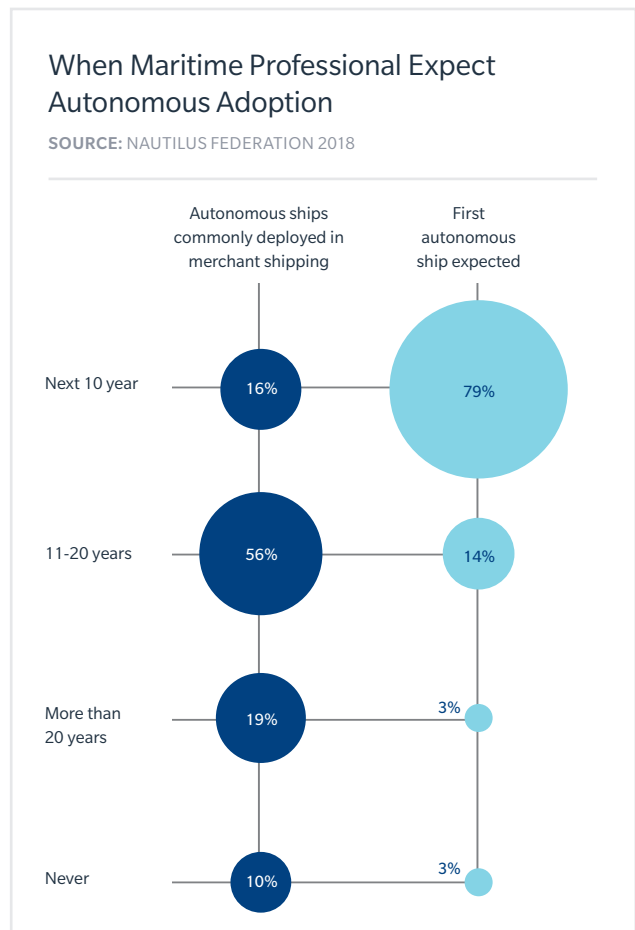 When Maritime Professional Expect
Autonomous Adoption
SOURCE: NAUTILUS FEDERATION 2018
Autonomous ships
commonly deployed in
merchant shipping
First
autonomous
ship expected
Next 10 year
16%
79%
11-20 years
56%
14%
More than
20 years
19%
3%
Never
10%
3%